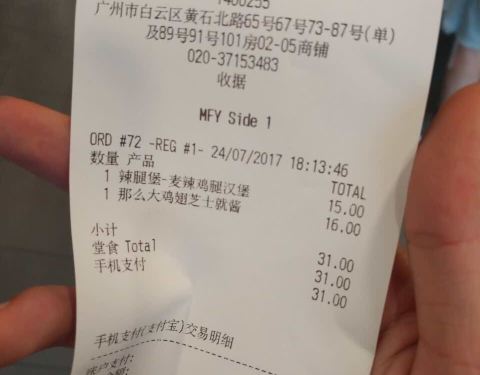 1400255
广州市白云区黄石北路65号67号73-87号(单)
及89号91号101房02-05商铺
020-37153483
收据
MFY Side 1
ORD #72 -REG #1- 24/07/2017 18:13:46
数量 产品 TOTAL
1 辣腿堡-麦辣鸡腿汉堡 15.00
1 那么大鸡翅芝士就酱 16.00
小计 31.00
堂食 Total 31.00
手机支付 31.00
手机支付(支付宝)交易明细
账户支付: